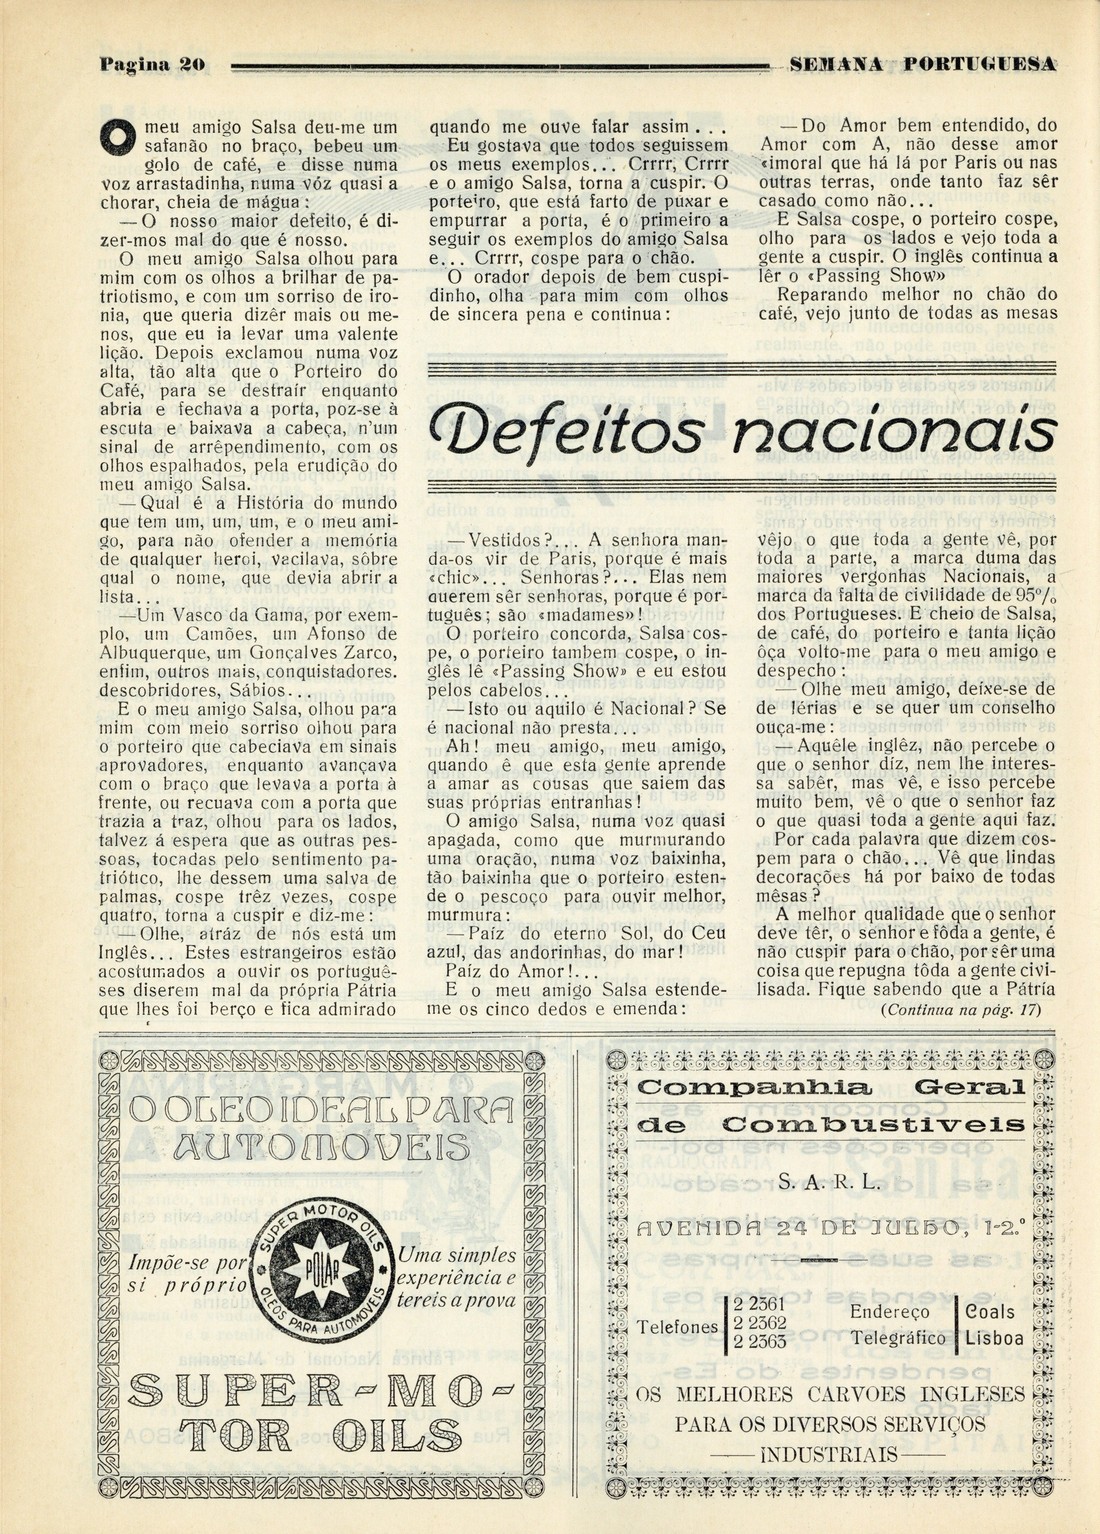 Pagina 20
SEMANA PORTUGUESA
O meu amigo Salsa deu-me um
safanão no braço, bebeu um
golo de café, e disse numa
voz arrastadinha, numa vóz quasi a
chorar, cheia de mágua:
—O nosso maior defeito, é di-
zer-mos mal do que é nosso.
O meu amigo Salsa olhou para
mim com os olhos a brilhar de pa-
triotismo, e com um sorriso de iro-
nia, que queria dizêr mais ou me-
nos, que eu ia levar uma valente
lição. Depois exclamou numa voz
alta, tão alta que o Porteiro do
Café, para se destraír enquanto
abria e fechava a porta, poz-se à
escuta e baixava a cabeça, n'um
sinal de arrêpendimento, com os
olhos espalhados, pela erudição do
meu amigo Salsa.
—Qual é a História do mundo
que tem um, um, um, e o meu ami-
go, para não ofender a memória
de qualquer heroi, vacilava, sôbre
qual o nome, que devia abrir a
lista...
—Um Vasco da Gama, por exem-
plo, um Camões, um Afonso de
Albuquerque, um Gonçalves Zarco,
enfim, outros mais, conquistadores.
descobridores, Sábios...
E o meu amigo Salsa, olhou para
mim com meio sorriso olhou para
o porteiro que cabeciava em sinais
aprovadores, enquanto avançava
com o braço que levava a porta à
frente, ou recuava com a porta que
trazia a traz, olhou para os lados,
talvez á espera que as outras pes-
soas, tocadas pelo sentimento pa-
triótico, lhe dessem uma salva de
palmas, cospe trêz vezes, cospe
quatro, torna a cuspir e diz-me:
—Olhe, atráz de nós está um
Inglês... Estes estrangeiros estão
acostumados a ouvir os portuguê-
ses diserem mal da própria Pátria
que lhes foi berço e fica admirado
quando me ouve falar assim...
Eu gostava que todos seguissem
os meus exemplos... Crrrr, Crrrr
e o amigo Salsa, torna a cuspir. O
porteiro, que está farto de puxar e
empurrar a porta, é o primeiro a
seguir os exemplos do amigo Salsa
e... Crrrr, cospe para o chão.
O orador depois de bem cuspi-
dinho, olha para mim com olhos
de sincera pena e continua:
—Do Amor bem entendido, do
Amor com A, não desse amor
«imoral que há lá por Paris ou nas
outras terras, onde tanto faz sêr
casado como não...
E Salsa cospe, o porteiro cospe,
olho para os lados e vejo toda a
gente a cuspir. O inglês continua a
lêr o «Passing Show»
Reparando melhor no chão do
café, vejo junto de todas as mesas
Defeitos nacionais
—Vestidos?... A senhora man-
da-os vir de Paris, porque é mais
«chic»... Senhoras?... Elas nem
querem sêr senhoras, porque é por-
tuguês; são «madames»!
O porteiro concorda, Salsa cos-
pe, o porteiro tambem cospe, o in-
glês lê «Passing Show» e eu estou
pelos cabelos...
—Isto ou aquilo é Nacional? Se
é nacional não presta...
Ah! meu amigo, meu amigo,
quando ê que esta gente aprende
a amar as cousas que saiem das
suas próprias entranhas!
O amigo Salsa, numa voz quasi
apagada, como que murmurando
uma oração, numa voz baixinha,
tão baixinha que o porteiro esten-
de o pescoço para ouvir melhor,
murmura:
—Paíz do eterno Sol, do Ceu
azul, das andorinhas, do mar!
Paíz do Amor!...
E o meu amigo Salsa estende-
me os cinco dedos e emenda:
vêjo o que toda a gente vê, por
toda a parte, a marca duma das
maiores vergonhas Nacionais, a
marca da falta de civilidade de 95%
dos Portugueses. E cheio de Salsa,
de café, do porteiro e tanta lição
ôça volto-me para o meu amigo e
despecho:
—Olhe meu amigo, deíxe-se de
de lérias e se quer um conselho
ouça-me:
—Aquêle inglêz, não percebe o
que o senhor díz, nem lhe interes-
sa sabêr, mas vê, e isso percebe
muito bem, vê o que o senhor faz
o que quasi toda a gente aqui faz.
Por cada palavra que dizem cos-
pem para o chão... Vê que lindas
decorações há por baixo de todas
mêsas?
A melhor qualidade que o senhor
deve têr, o senhor e fôda a gente, é
não cuspir para o chão, por sêr uma
coisa que repugna tôda a gente civi-
lisada. Fique sabendo que a Pátría
(Continua na pág. 17)
O OLEO IDEAL PARA
AUTOMOVEIS
Impõe-se por
si próprio
SUPER MOTOR OILS
POLAR
OLEOS PARA AUTOMOVEIS
Uma simples
experiência e
tereis a prova
SUPER-MO-
TOR OILS
Companhia Geral
de Combustiveis
S. A. R. L.
AVENIDA 24 DE JULHO, 1-2.º
Telefones
2 2361
2 2362
2 2363
Endereço
Telegráfico
Coals
Lisboa
OS MELHORES CARVOES INGLESES
PARA OS DIVERSOS SERVIÇOS
INDUSTRIAIS